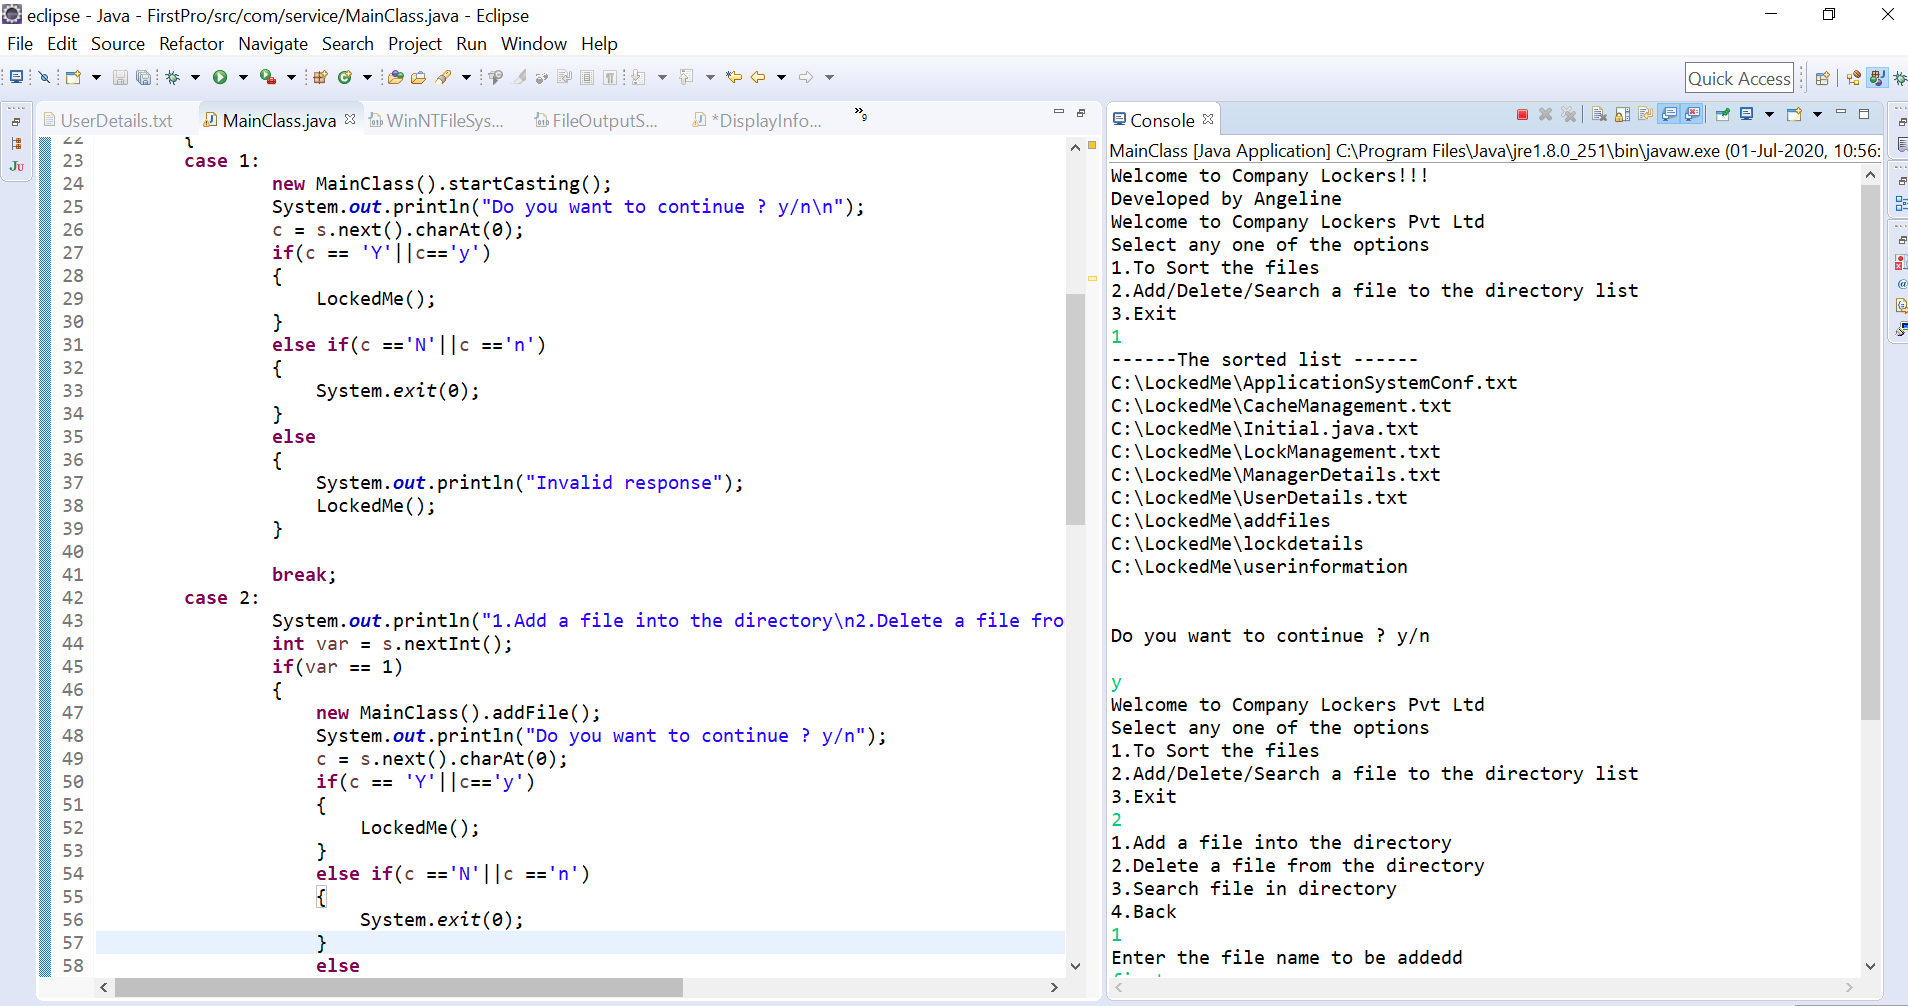 eclipse - Java - FirstPro/src/com/service/MainClass.java - Eclipse
File Edit Source Refactor Navigate Search Project Run Window Help
Quick Access
UserDetails.txt MainClass.java WinNTFileSys... FileOutputS... *DisplayInfo... »9
22 {
23 case 1:
24 new MainClass().startCasting();
25 System.out.println("Do you want to continue ? y/n\n");
26 c = s.next().charAt(0);
27 if(c == 'Y'||c=='y')
28 {
29 LockedMe();
30 }
31 else if(c =='N'||c =='n')
32 {
33 System.exit(0);
34 }
35 else
36 {
37 System.out.println("Invalid response");
38 LockedMe();
39 }
40
41 break;
42 case 2:
43 System.out.println("1.Add a file into the directory\n2.Delete a file fro
44 int var = s.nextInt();
45 if(var == 1)
46 {
47 new MainClass().addFile();
48 System.out.println("Do you want to continue ? y/n");
49 c = s.next().charAt(0);
50 if(c == 'Y'||c=='y')
51 {
52 LockedMe();
53 }
54 else if(c =='N'||c =='n')
55 {
56 System.exit(0);
57 }
58 else
Console
MainClass [Java Application] C:\Program Files\Java\jre1.8.0_251\bin\javaw.exe (01-Jul-2020, 10:56:
Welcome to Company Lockers!!!
Developed by Angeline
Welcome to Company Lockers Pvt Ltd
Select any one of the options
1.To Sort the files
2.Add/Delete/Search a file to the directory list
3.Exit
1
------The sorted list ------
C:\LockedMe\ApplicationSystemConf.txt
C:\LockedMe\CacheManagement.txt
C:\LockedMe\Initial.java.txt
C:\LockedMe\LockManagement.txt
C:\LockedMe\ManagerDetails.txt
C:\LockedMe\UserDetails.txt
C:\LockedMe\addfiles
C:\LockedMe\lockdetails
C:\LockedMe\userinformation
Do you want to continue ? y/n
y
Welcome to Company Lockers Pvt Ltd
Select any one of the options
1.To Sort the files
2.Add/Delete/Search a file to the directory list
3.Exit
2
1.Add a file into the directory
2.Delete a file from the directory
3.Search file in directory
4.Back
1
Enter the file name to be addedd